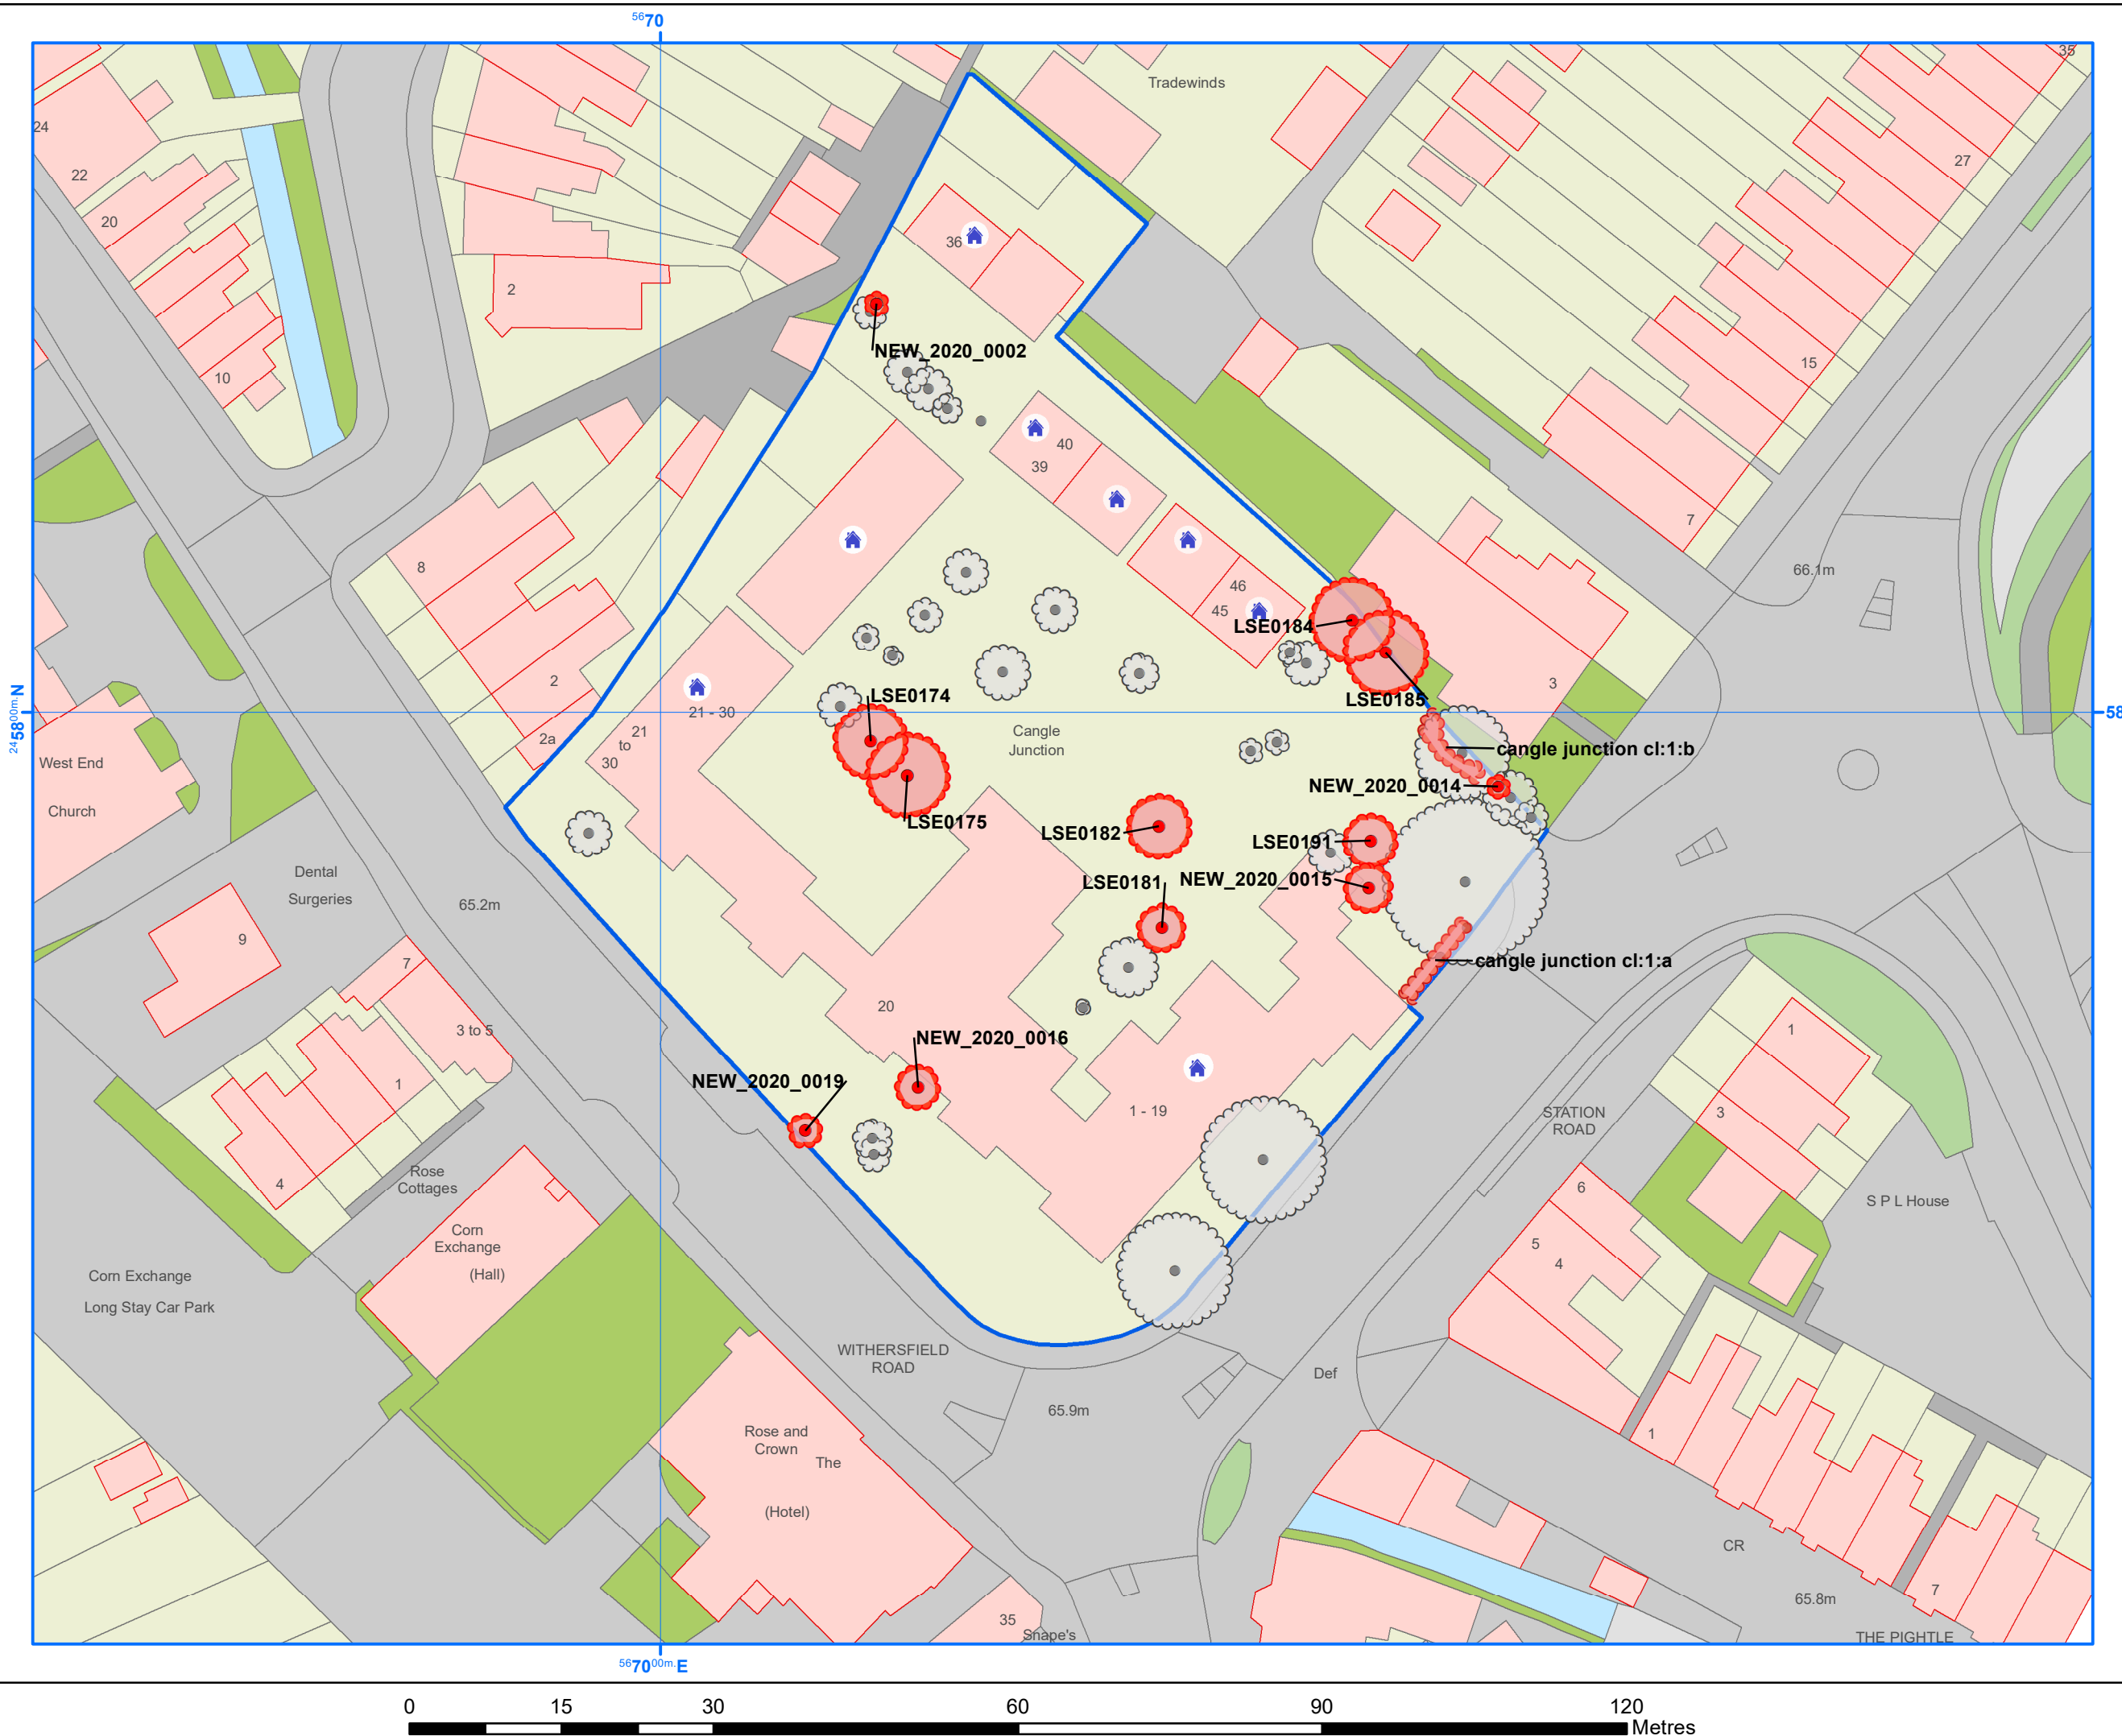 5670
Tradewinds
35
24
22
20
10
2
36
27
15
7
NEW_2020_0002
40
39
46
45
66.1m
8
2
2a
LSE0184
LSE0185
3
LSE0174
21 - 30
21
to
30
Cangle
Junction
cangle junction cl:1:b
NEW_2020_0014
245800m.N
58
West End
Church
LSE0175
LSE0182
LSE0191
LSE0181
NEW_2020_0015
Dental
Surgeries
65.2m
9
7
3 to 5
1
4
cangle junction cl:1:a
20
NEW_2020_0016
NEW_2020_0019
1 - 19
STATION
ROAD
1
3
S P L House
6
5
4
Rose
Cottages
Corn
Exchange
(Hall)
Corn Exchange
Long Stay Car Park
WITHERSFIELD
ROAD
65.9m
Def
1
Rose and
Crown
The
(Hotel)
CR
65.8m
7
35
Snape's
THE PIGHTLE
567000m.E
0
15
30
60
90
120
Metres